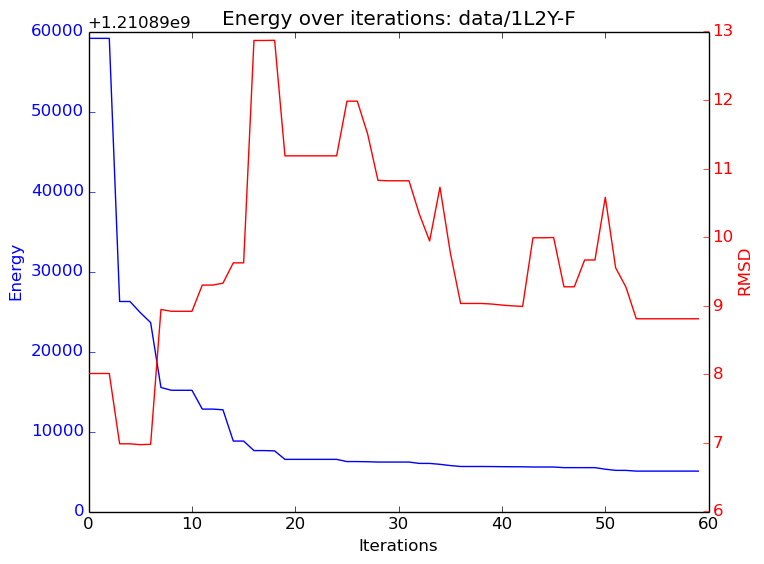 Energy over iterations: data/1L2Y-F
+1.21089e9
60000
50000
40000
30000
20000
10000
0
Energy
13
12
11
10
9
8
7
6
RMSD
0 10 20 30 40 50 60
Iterations